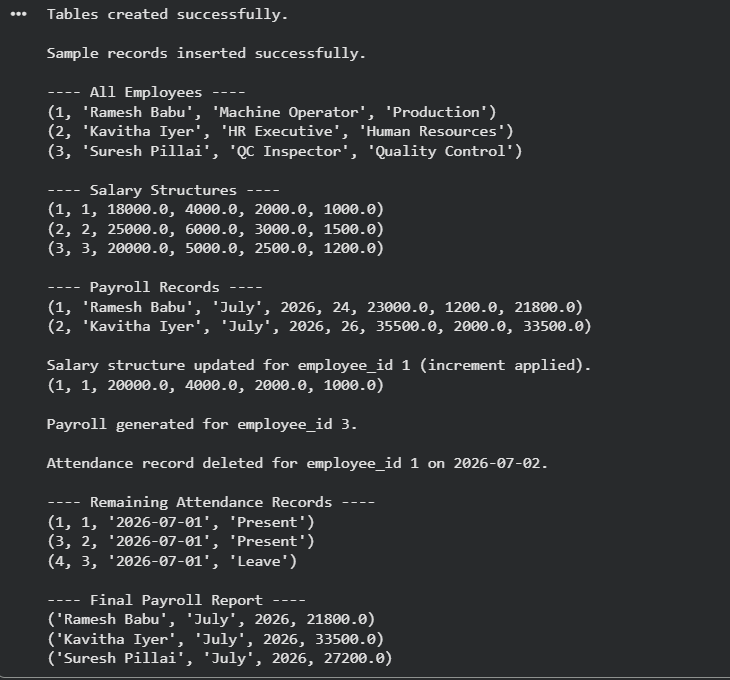 ••• Tables created successfully.
Sample records inserted successfully.
---- All Employees ----
(1, 'Ramesh Babu', 'Machine Operator', 'Production')
(2, 'Kavitha Iyer', 'HR Executive', 'Human Resources')
(3, 'Suresh Pillai', 'QC Inspector', 'Quality Control')
---- Salary Structures ----
(1, 1, 18000.0, 4000.0, 2000.0, 1000.0)
(2, 2, 25000.0, 6000.0, 3000.0, 1500.0)
(3, 3, 20000.0, 5000.0, 2500.0, 1200.0)
---- Payroll Records ----
(1, 'Ramesh Babu', 'July', 2026, 24, 23000.0, 1200.0, 21800.0)
(2, 'Kavitha Iyer', 'July', 2026, 26, 35500.0, 2000.0, 33500.0)
Salary structure updated for employee_id 1 (increment applied).
(1, 1, 20000.0, 4000.0, 2000.0, 1000.0)
Payroll generated for employee_id 3.
Attendance record deleted for employee_id 1 on 2026-07-02.
---- Remaining Attendance Records ----
(1, 1, '2026-07-01', 'Present')
(3, 2, '2026-07-01', 'Present')
(4, 3, '2026-07-01', 'Leave')
---- Final Payroll Report ----
('Ramesh Babu', 'July', 2026, 21800.0)
('Kavitha Iyer', 'July', 2026, 33500.0)
('Suresh Pillai', 'July', 2026, 27200.0)